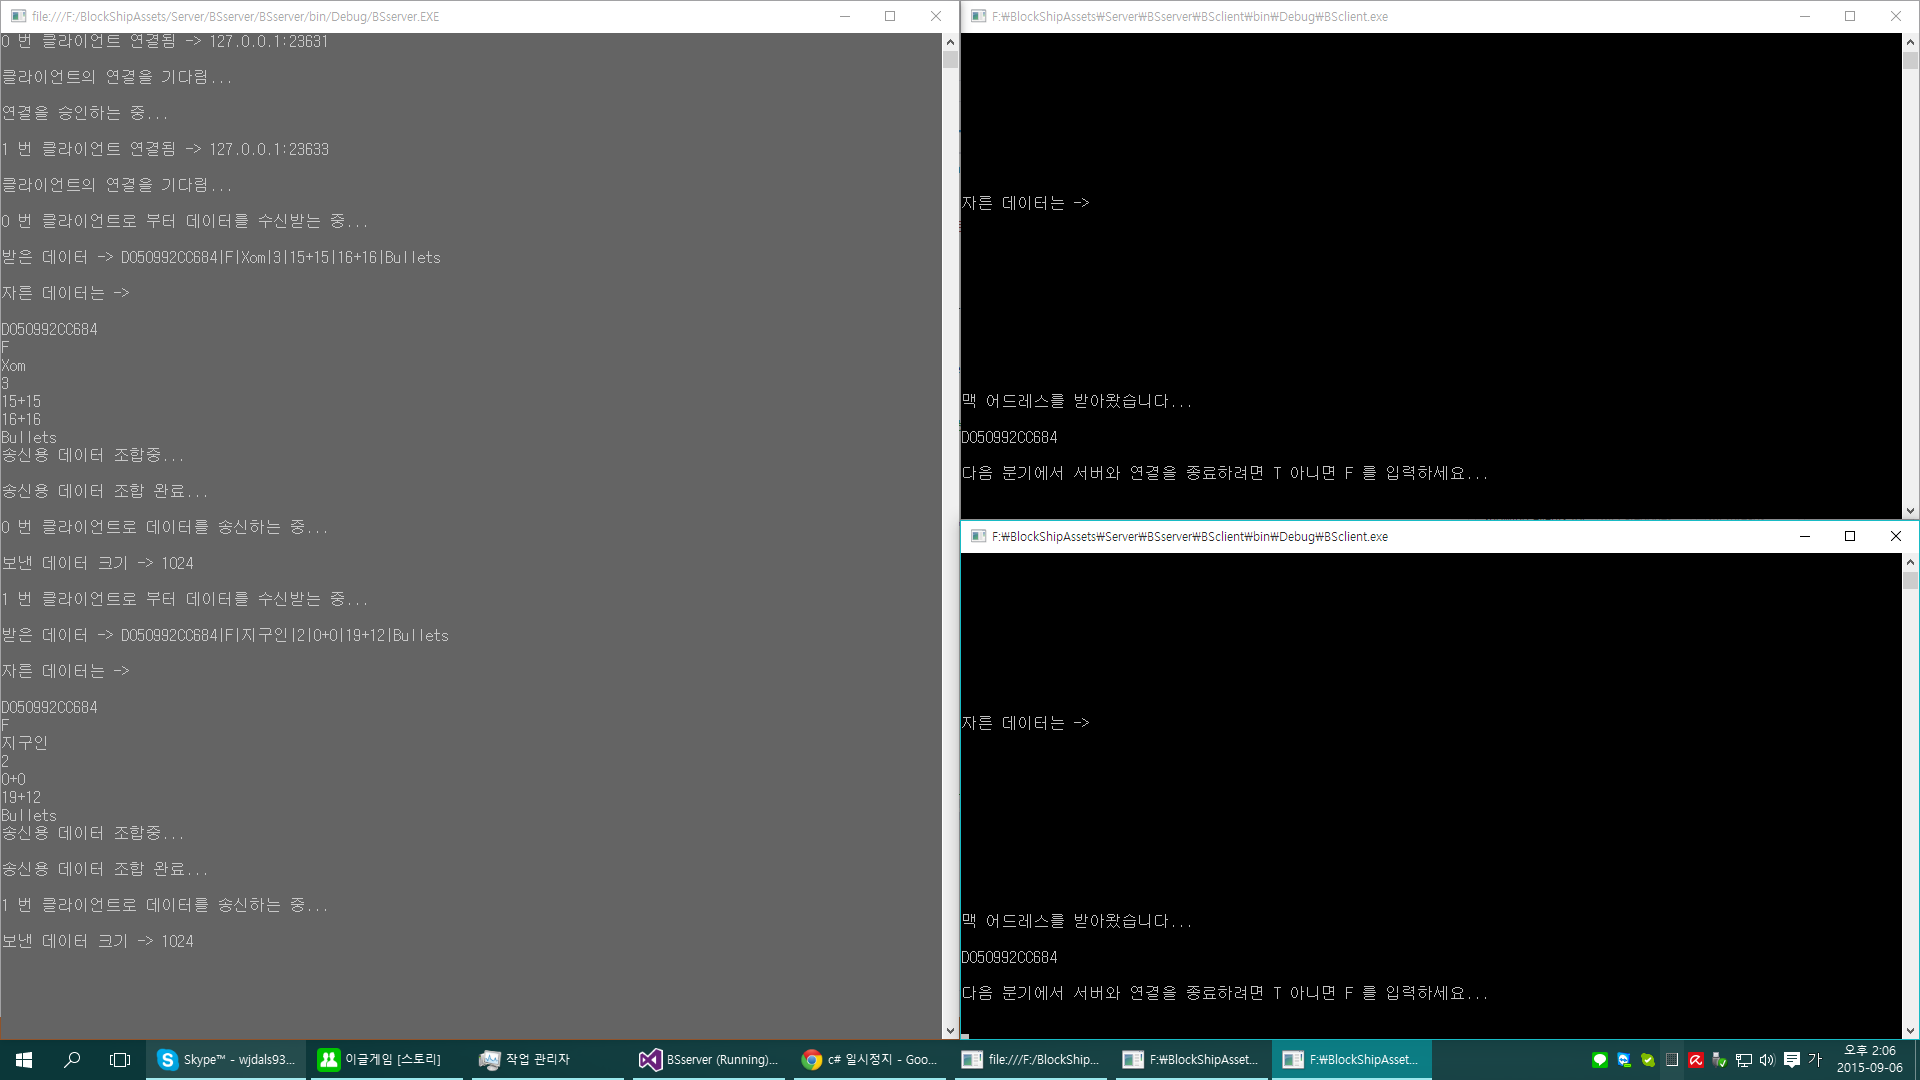 file:///F:/BlockShipAssets/Server/BSserver/BSserver/bin/Debug/BSserver.EXE
0 번 클라이언트 연결됨 -> 127.0.0.1:23631
클라이언트의 연결을 기다림...
연결을 승인하는 중...
1 번 클라이언트 연결됨 -> 127.0.0.1:23633
클라이언트의 연결을 기다림...
0 번 클라이언트로 부터 데이터를 수신받는 중...
받은 데이터 -> D050992CC684|F|Xom|3|15+15|16+16|Bullets
자른 데이터는 ->
D050992CC684
F
Xom
3
15+15
16+16
Bullets
송신용 데이터 조합중...
송신용 데이터 조합 완료...
0 번 클라이언트로 데이터를 송신하는 중...
보낸 데이터 크기 -> 1024
1 번 클라이언트로 부터 데이터를 수신받는 중...
받은 데이터 -> D050992CC684|F|지구인|2|0+0|19+12|Bullets
자른 데이터는 ->
D050992CC684
F
지구인
2
0+0
19+12
Bullets
송신용 데이터 조합중...
송신용 데이터 조합 완료...
1 번 클라이언트로 데이터를 송신하는 중...
보낸 데이터 크기 -> 1024
F:₩BlockShipAssets₩Server₩BSserver₩BSclient₩bin₩Debug₩BSclient.exe
자른 데이터는 ->
맥 어드레스를 받아왔습니다...
D050992CC684
다음 분기에서 서버와 연결을 종료하려면 T 아니면 F 를 입력하세요...
F:₩BlockShipAssets₩Server₩BSserver₩BSclient₩bin₩Debug₩BSclient.exe
자른 데이터는 ->
맥 어드레스를 받아왔습니다...
D050992CC684
다음 분기에서 서버와 연결을 종료하려면 T 아니면 F 를 입력하세요...
Skype™ - wjdals93...
이글게임 [스토리]
작업 관리자
BSserver (Running)...
c# 일시정지 - Goo...
file:///F:/BlockShip...
F:₩BlockShipAsset...
F:₩BlockShipAsset...
가
오후 2:06
2015-09-06